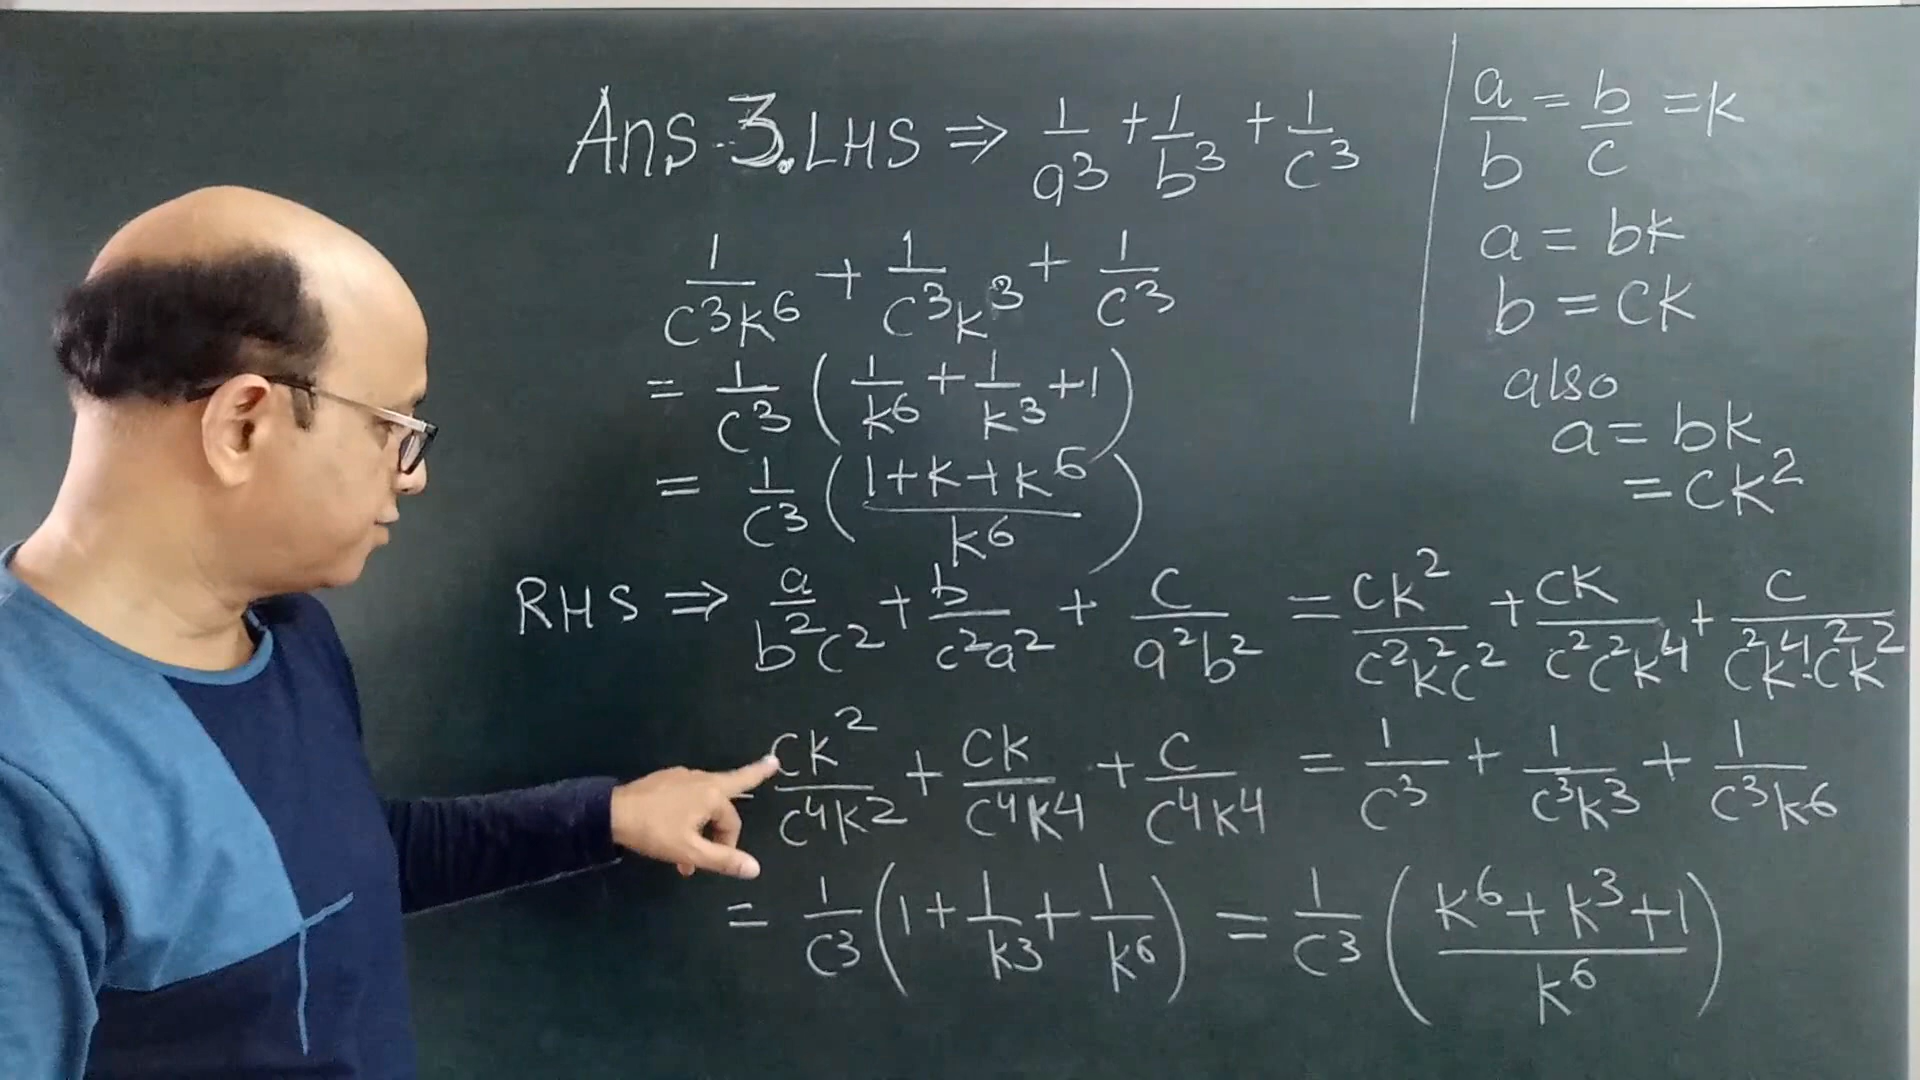 Ans.3. LHS ⇒ 1/a³ + 1/b³ + 1/c³
1/c³k⁶ + 1/c³k³ + 1/c³
= 1/c³ (1/k⁶ + 1/k³ + 1)
= 1/c³ ((1+k+k⁶)/k⁶)
a/b = b/c = k
a = bk
b = ck
also
a = bk
= ck²
RHS ⇒ a/b²c² + b/c²a² + c/a²b² = ck²/c²k²c² + ck/c²c²k⁴ + c/c²k⁴·c²k²
= ck²/c⁴k² + ck/c⁴k⁴ + c/c⁴k⁴ = 1/c³ + 1/c³k³ + 1/c³k⁶
= 1/c³ (1 + 1/k³ + 1/k⁶) = 1/c³ ((k⁶ + k³ + 1)/k⁶)